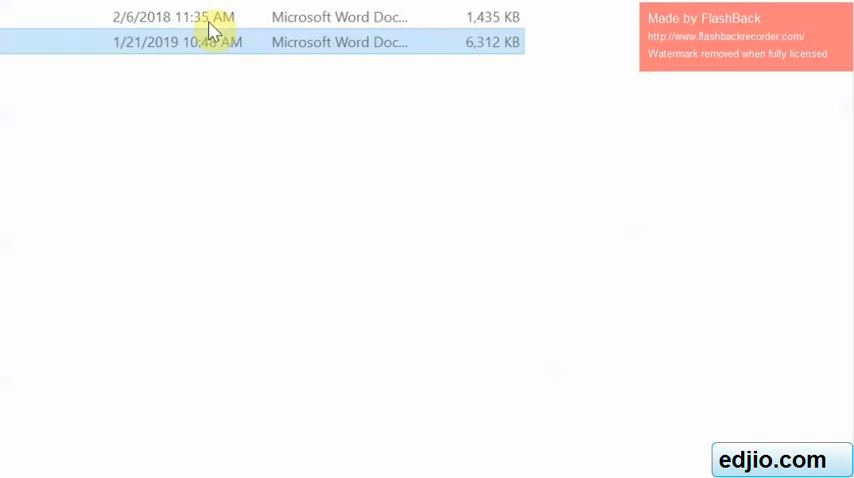 2/6/2018 11:35 AM Microsoft Word Doc... 1,435 KB
1/21/2019 10:48 AM Microsoft Word Doc... 6,312 KB
Made by FlashBack
http://www.flashbackrecorder.com/
Watermark removed when fully licensed
edjio.com